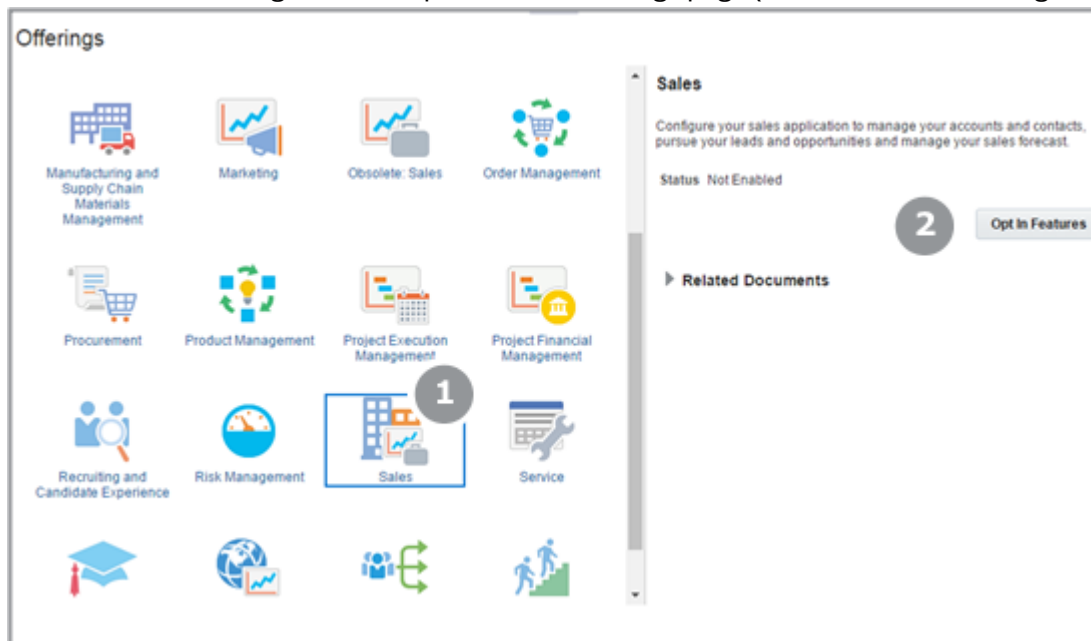 Offerings
Manufacturing and
Supply Chain
Materials
Management
Marketing
Obsolete: Sales
Order Management
Procurement
Product Management
Project Execution
Management
Project Financial
Management
1
Recruiting and
Candidate Experience
Risk Management
Sales
Service
Sales
Configure your sales application to manage your accounts and contacts,
pursue your leads and opportunities and manage your sales forecast.
Status Not Enabled
2
Opt In Features
Related Documents